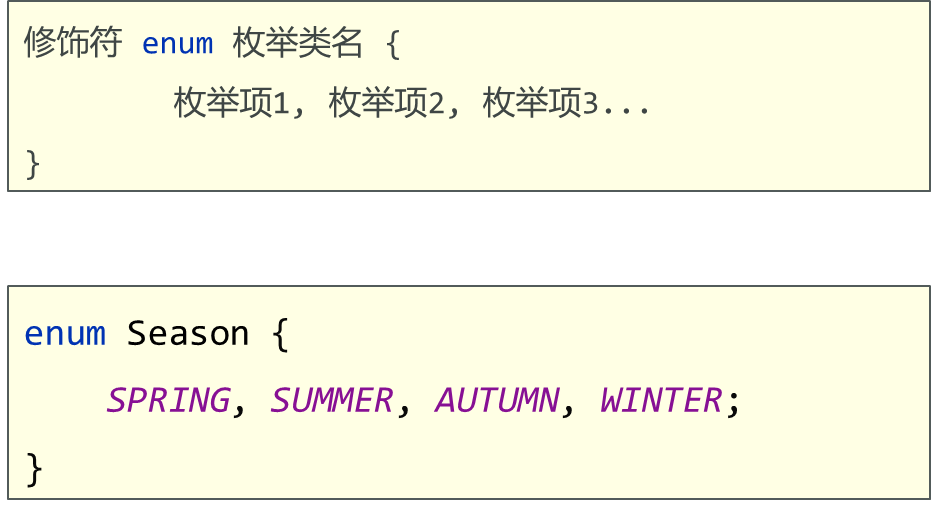 修饰符 enum 枚举类名 {
枚举项1, 枚举项2, 枚举项3...
}
enum Season {
SPRING, SUMMER, AUTUMN, WINTER;
}